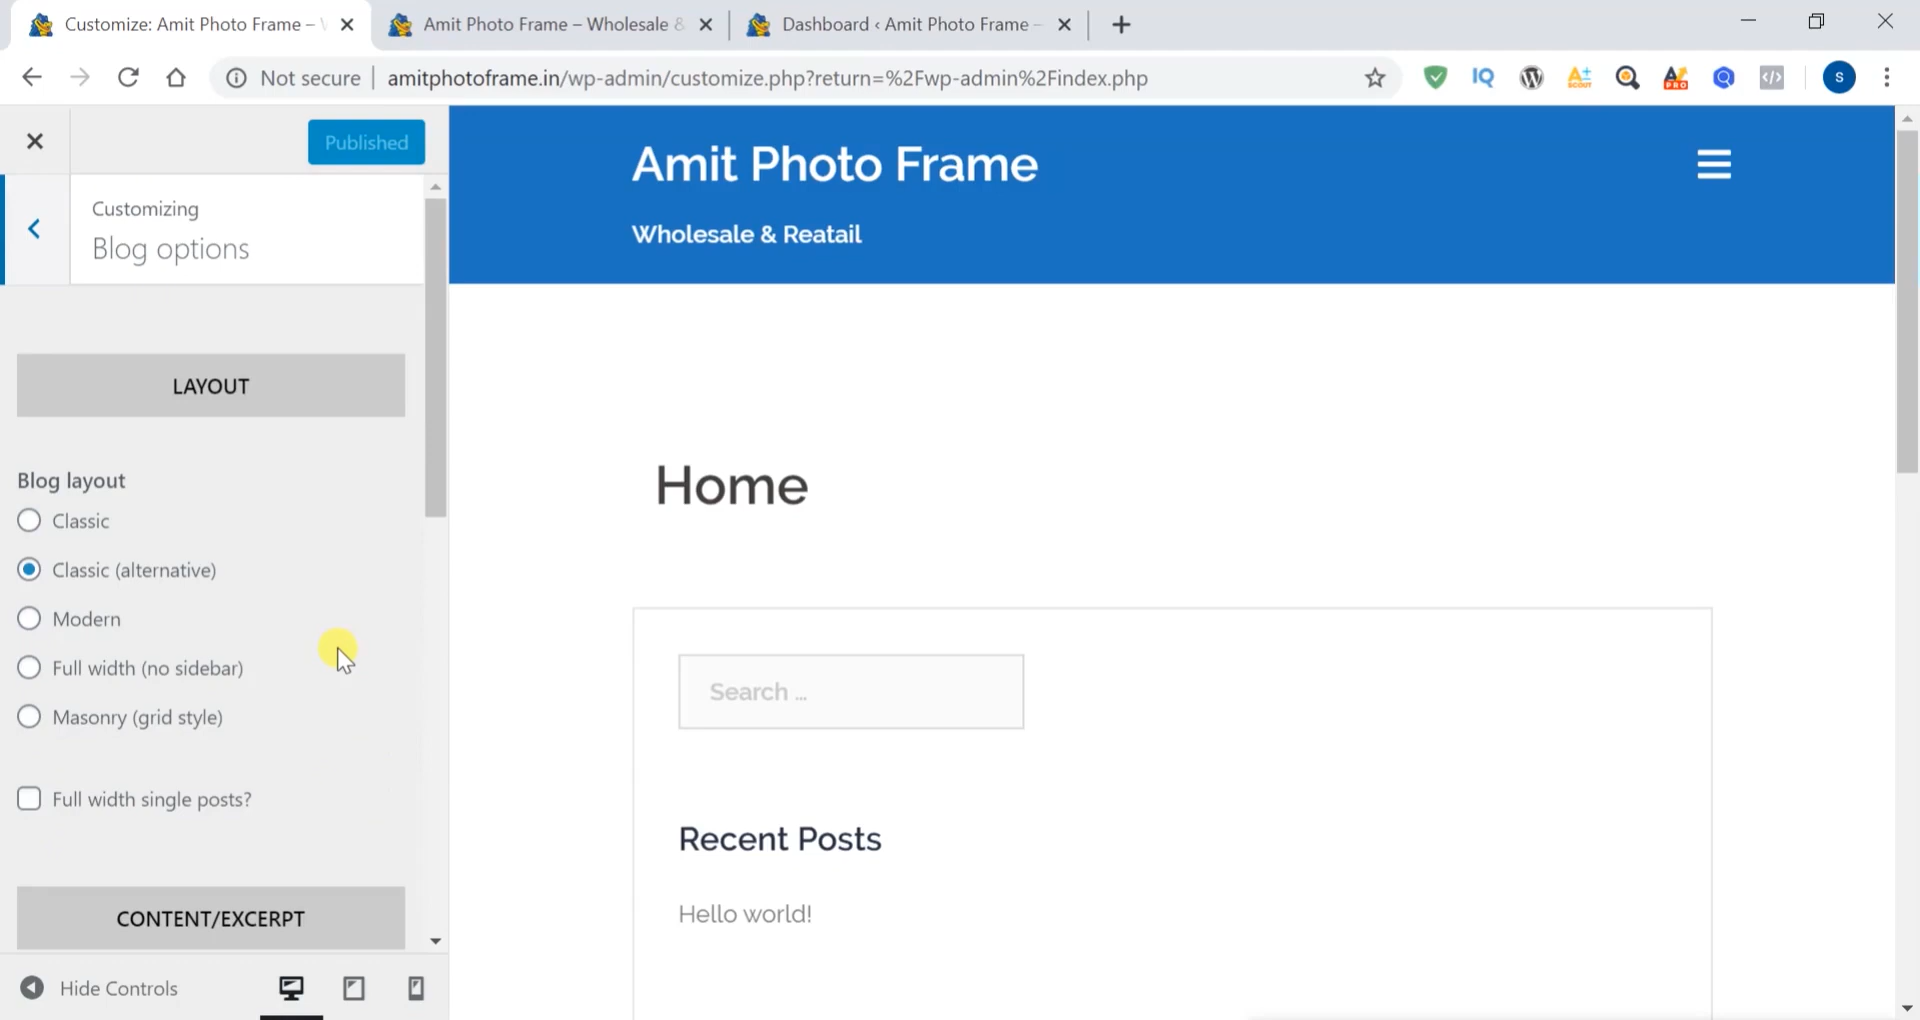 Customize: Amit Photo Frame –
Amit Photo Frame – Wholesale &
Dashboard ‹ Amit Photo Frame –
Not secure
amitphotoframe.in/wp-admin/customize.php?return=%2Fwp-admin%2Findex.php
IQ
A+
SCOUT
A
PRO
S
Published
Customizing
Blog options
LAYOUT
Blog layout
Classic
Classic (alternative)
Modern
Full width (no sidebar)
Masonry (grid style)
Full width single posts?
CONTENT/EXCERPT
Hide Controls
Amit Photo Frame
Wholesale & Reatail
Home
Search ...
Recent Posts
Hello world!